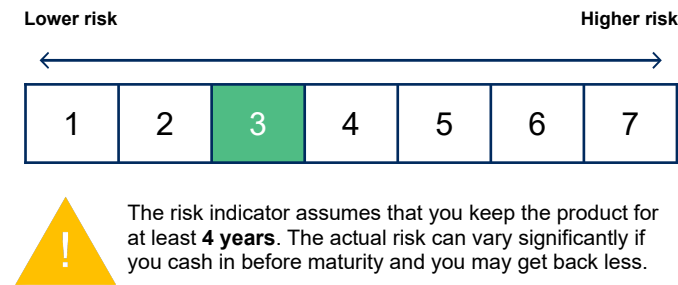 Lower risk Higher risk
1 2 3 4 5 6 7
The risk indicator assumes that you keep the product for
at least 4 years. The actual risk can vary significantly if
you cash in before maturity and you may get back less.
!